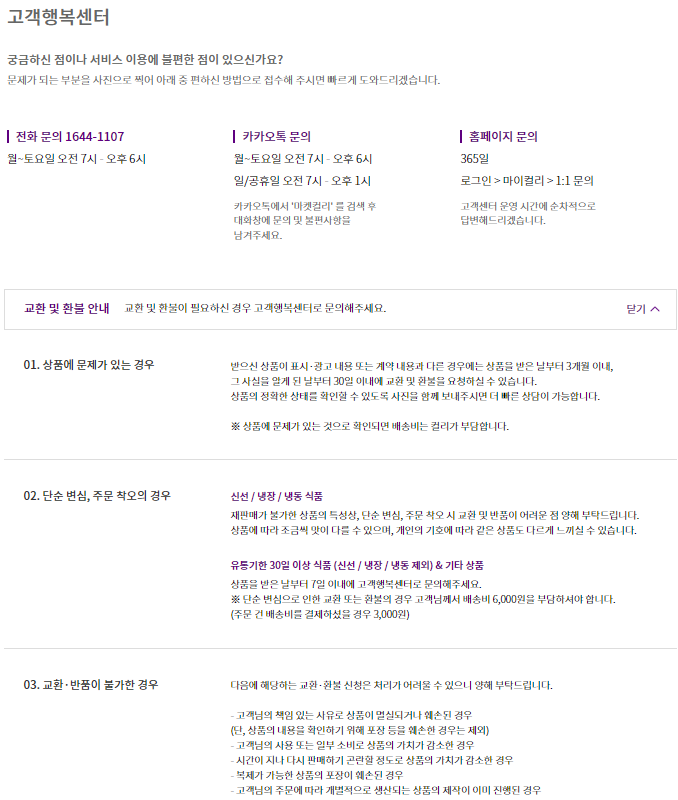 고객행복센터
궁금하신 점이나 서비스 이용에 불편한 점이 있으신가요?
문제가 되는 부분을 사진으로 찍어 아래 중 편하신 방법으로 접수해 주시면 빠르게 도와드리겠습니다.
전화 문의 1644-1107
월~토요일 오전 7시 - 오후 6시
카카오톡 문의
월~토요일 오전 7시 - 오후 6시
일/공휴일 오전 7시 - 오후 1시
카카오톡에서 '마켓컬리' 를 검색 후
대화창에 문의 및 불편사항을
남겨주세요.
홈페이지 문의
365일
로그인 > 마이컬리 > 1:1 문의
고객센터 운영 시간에 순차적으로
답변해드리겠습니다.
교환 및 환불 안내 교환 및 환불이 필요하신 경우 고객행복센터로 문의해주세요. 닫기
01. 상품에 문제가 있는 경우
받으신 상품이 표시·광고 내용 또는 계약 내용과 다른 경우에는 상품을 받은 날부터 3개월 이내,
그 사실을 알게 된 날부터 30일 이내에 교환 및 환불을 요청하실 수 있습니다.
상품의 정확한 상태를 확인할 수 있도록 사진을 함께 보내주시면 더 빠른 상담이 가능합니다.
※ 상품에 문제가 있는 것으로 확인되면 배송비는 컬리가 부담합니다.
02. 단순 변심, 주문 착오의 경우
신선 / 냉장 / 냉동 식품
재판매가 불가한 상품의 특성상, 단순 변심, 주문 착오 시 교환 및 반품이 어려운 점 양해 부탁드립니다.
상품에 따라 조금씩 맛이 다를 수 있으며, 개인의 기호에 따라 같은 상품도 다르게 느끼실 수 있습니다.
유통기한 30일 이상 식품 (신선 / 냉장 / 냉동 제외) & 기타 상품
상품을 받은 날부터 7일 이내에 고객행복센터로 문의해주세요.
※ 단순 변심으로 인한 교환 또는 환불의 경우 고객님께서 배송비 6,000원을 부담하셔야 합니다.
(주문 건 배송비를 결제하셨을 경우 3,000원)
03. 교환·반품이 불가한 경우
다음에 해당하는 교환·환불 신청은 처리가 어려울 수 있으니 양해 부탁드립니다.
- 고객님의 책임 있는 사유로 상품이 멸실되거나 훼손된 경우
(단, 상품의 내용을 확인하기 위해 포장 등을 훼손한 경우는 제외)
- 고객님의 사용 또는 일부 소비로 상품의 가치가 감소한 경우
- 시간이 지나 다시 판매하기 곤란할 정도로 상품의 가치가 감소한 경우
- 복제가 가능한 상품의 포장이 훼손된 경우
- 고객님의 주문에 따라 개별적으로 생산되는 상품의 제작이 이미 진행된 경우